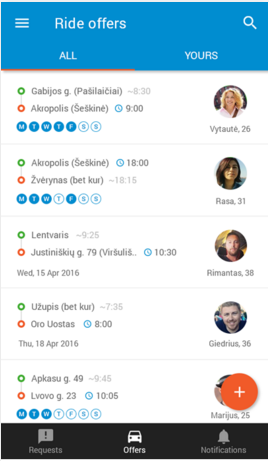 Ride offers
ALL YOURS
Gabijos g. (Pašilaičiai) ~8:30
Akropolis (Šeškinė) 9:00
M T W T F S S
Vytautė, 26
Akropolis (Šeškinė) 18:00
Žvėrynas (bet kur) ~18:15
M T W T F S S
Rasa, 31
Lentvaris ~9:25
Justiniškių g. 79 (Viršuliš.. 10:30
Wed, 15 Apr 2016
Rimantas, 38
Užupis (bet kur) ~7:35
Oro Uostas 8:00
Thu, 18 Apr 2016
Giedrius, 36
Apkasu g. 49 ~9:45
Lvovo g. 23 10:05
M T W T F S S
Marijus, 25
Requests Offers Notifications